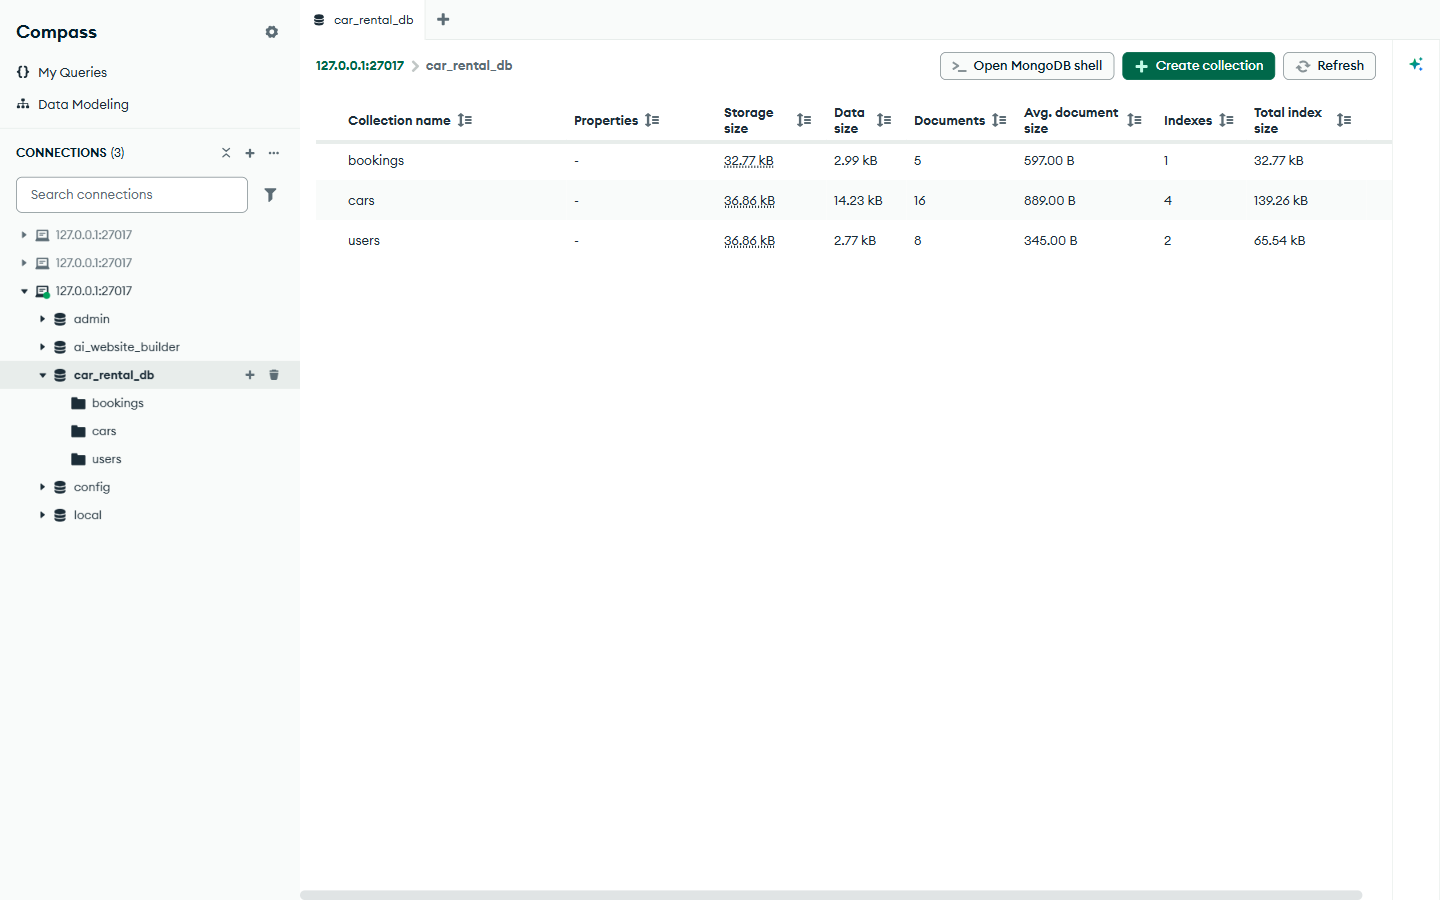 Compass
My Queries
Data Modeling
CONNECTIONS (3)
Search connections
127.0.0.1:27017
127.0.0.1:27017
127.0.0.1:27017
admin
ai_website_builder
car_rental_db
bookings
cars
users
config
local
car_rental_db
127.0.0.1:27017 > car_rental_db
>_ Open MongoDB shell
Create collection
Refresh
Collection name Properties Storage size Data size Documents Avg. document size Indexes Total index size
bookings - 32.77 kB 2.99 kB 5 597.00 B 1 32.77 kB
cars - 36.86 kB 14.23 kB 16 889.00 B 4 139.26 kB
users - 36.86 kB 2.77 kB 8 345.00 B 2 65.54 kB